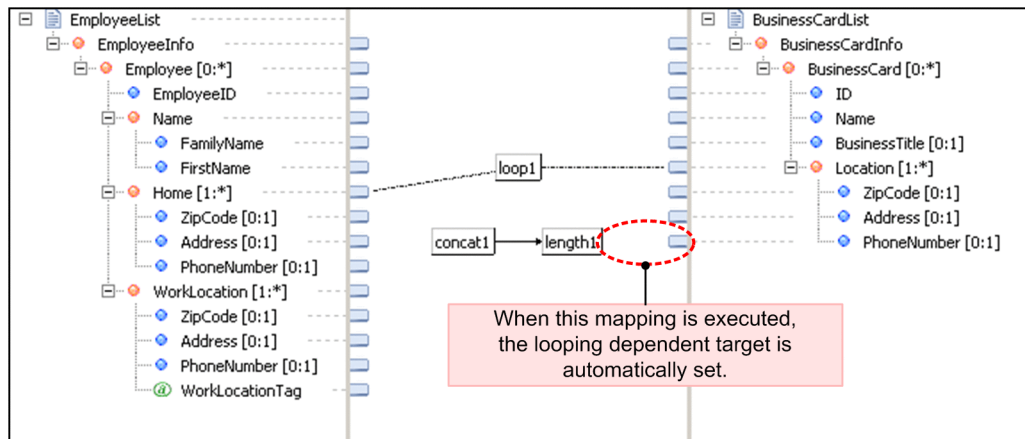 EmployeeList
EmployeeInfo
Employee [0:*]
EmployeeID
Name
FamilyName
FirstName
Home [1:*]
ZipCode [0:1]
Address [0:1]
PhoneNumber [0:1]
WorkLocation [1:*]
ZipCode [0:1]
Address [0:1]
PhoneNumber [0:1]
a WorkLocationTag
loop1
concat1
length1
When this mapping is executed,
the looping dependent target is
automatically set.
BusinessCardList
BusinessCardInfo
BusinessCard [0:*]
ID
Name
BusinessTitle [0:1]
Location [1:*]
ZipCode [0:1]
Address [0:1]
PhoneNumber [0:1]